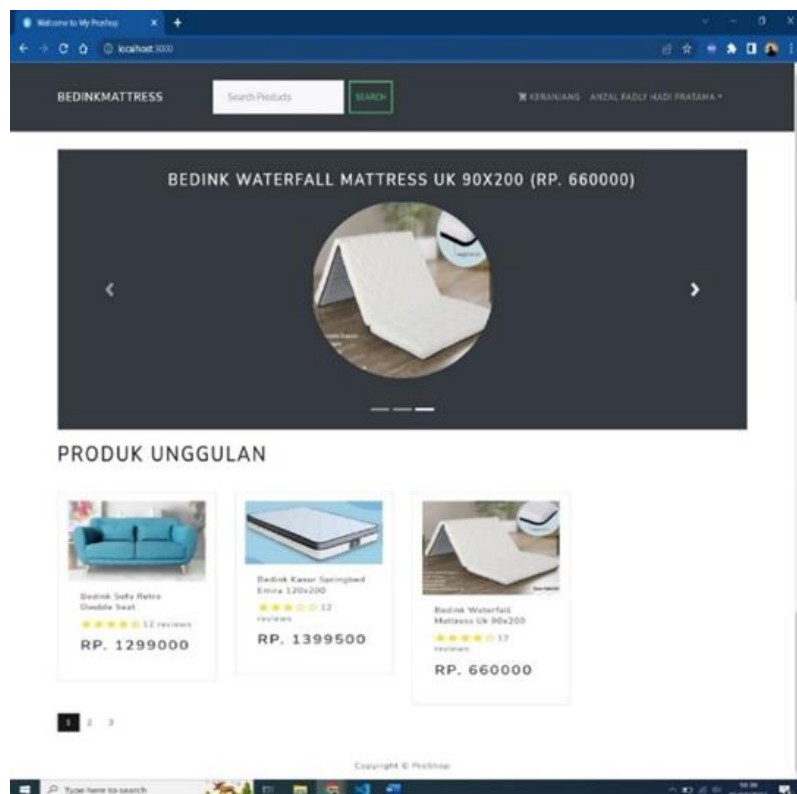 Welcome to My Proshop
localhost:3000
BEDINKMATTRESS
Search Products
SEARCH
KERANJANG
ANZAL FADLY HADI PRATAMA
BEDINK WATERFALL MATTRESS UK 90X200 (RP. 660000)
PRODUK UNGGULAN
Bedink Sofa Retro
Double Seat
12 reviews
RP. 1299000
Bedink Kasur Springbed
Emira 120x200
12
reviews
RP. 1399500
Bedink Waterfall
Mattress Uk 90x200
12
reviews
RP. 660000
1 2 3
Copyright © ProShop
Type here to search